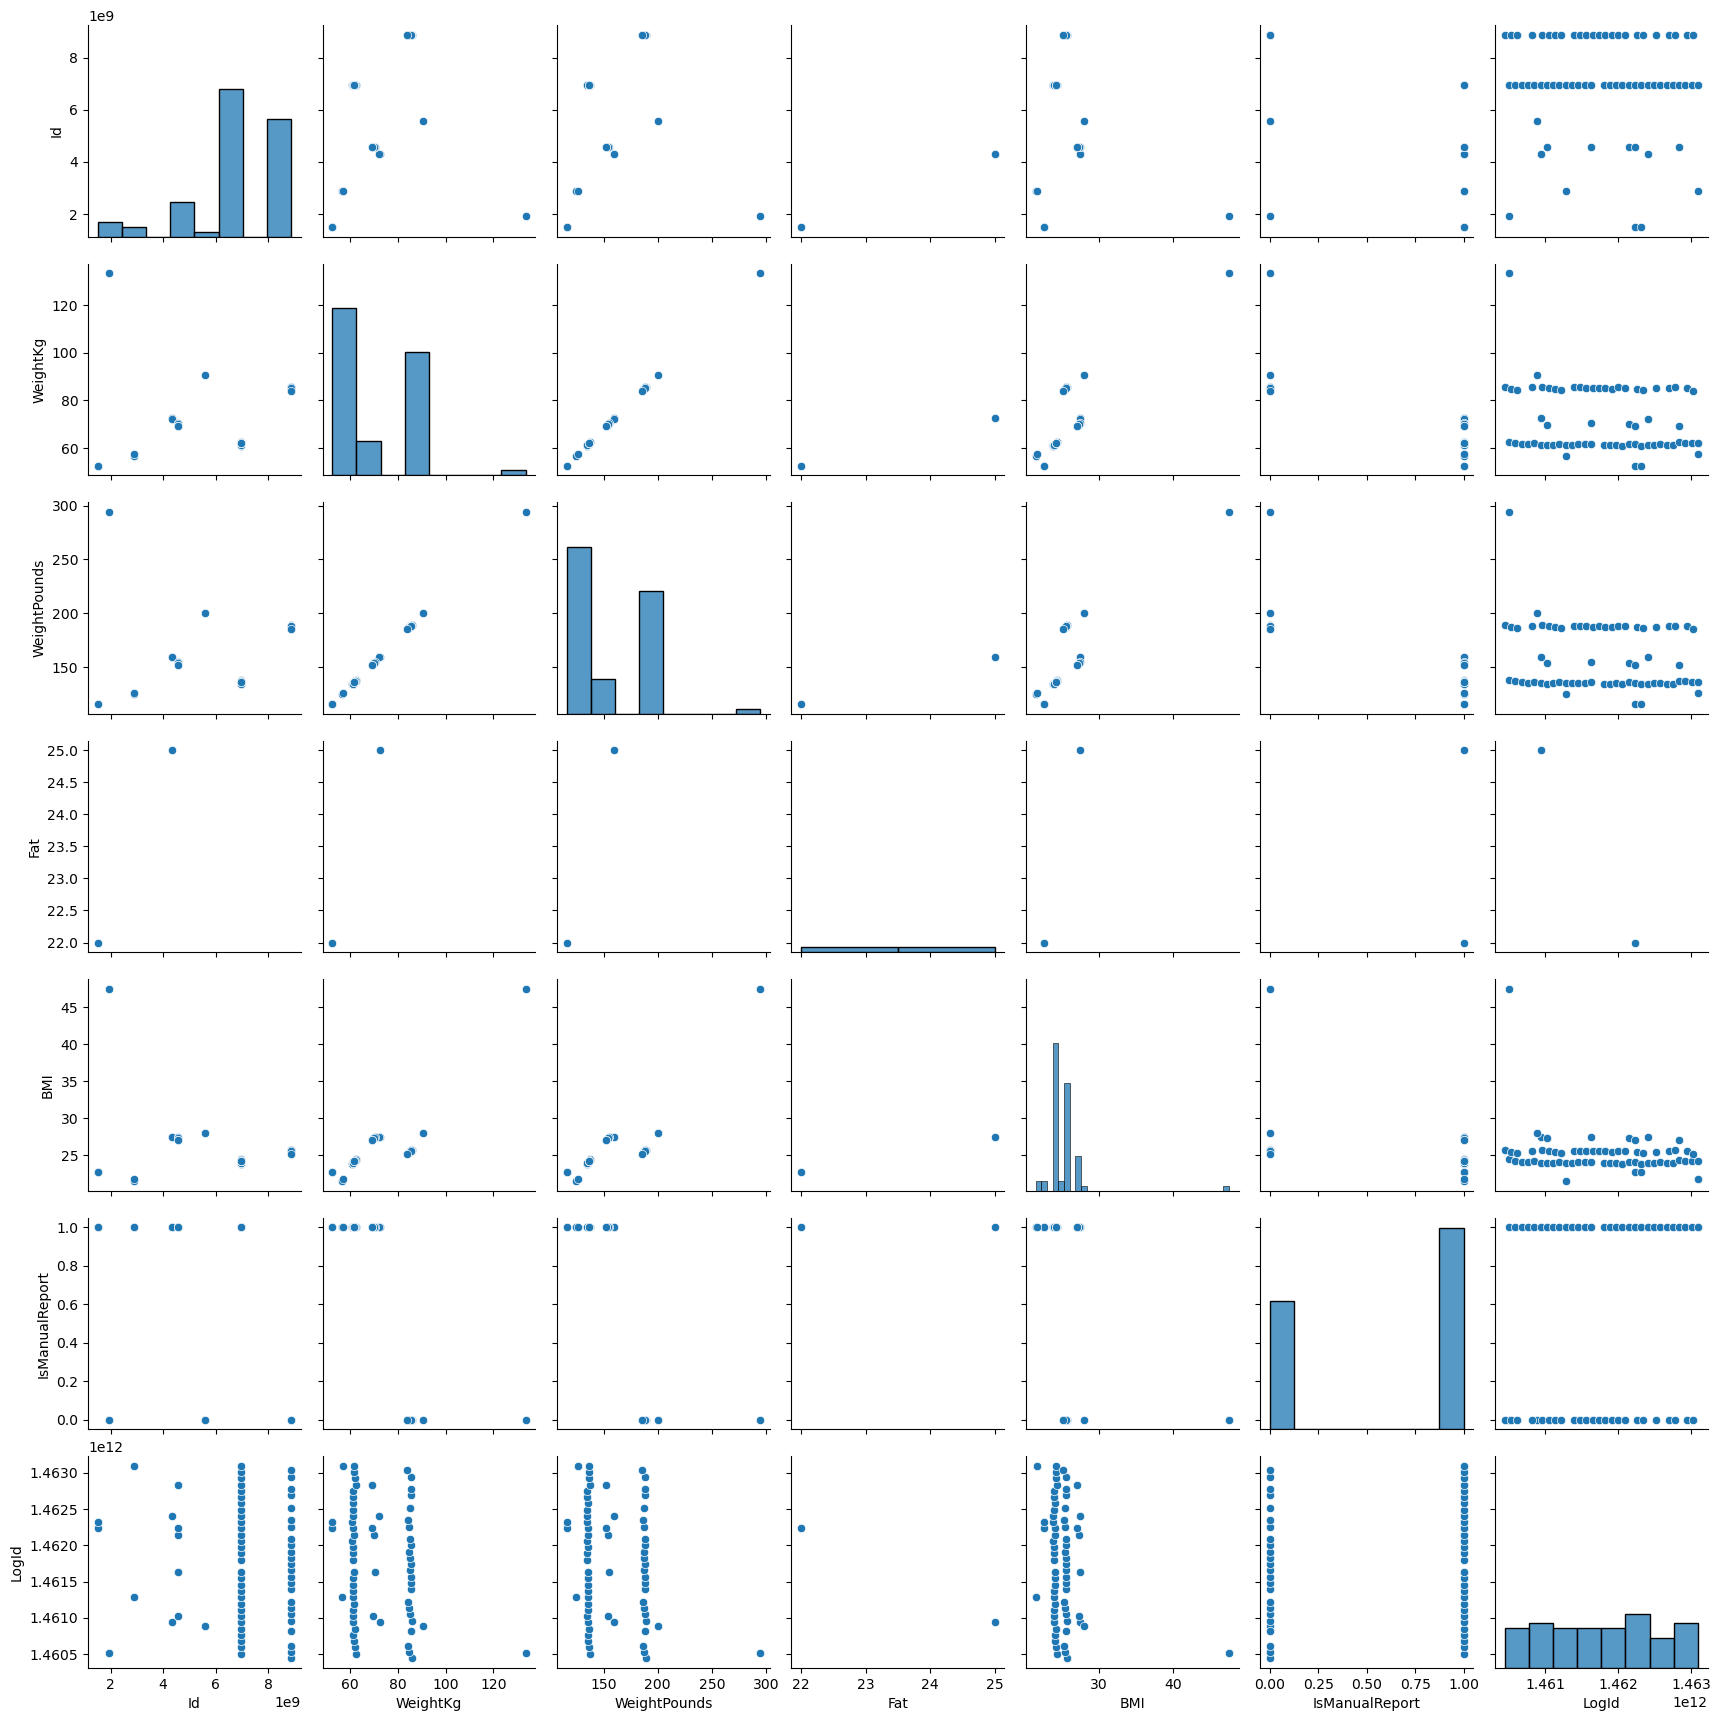 1e9
8
6
4
2
Id
120
100
80
60
WeightKg
300
250
200
150
WeightPounds
25.0
24.5
24.0
23.5
23.0
22.5
22.0
Fat
45
40
35
30
25
BMI
1.0
0.8
0.6
0.4
0.2
0.0
IsManualReport
1e12
1.4630
1.4625
1.4620
1.4615
1.4610
1.4605
LogId
2 4 6 8
60 80 100 120
150 200 250 300
22 23 24 25
30 40
0.00 0.25 0.50 0.75 1.00
1.461 1.462 1.463
Id 1e9 WeightKg WeightPounds Fat BMI IsManualReport LogId 1e12